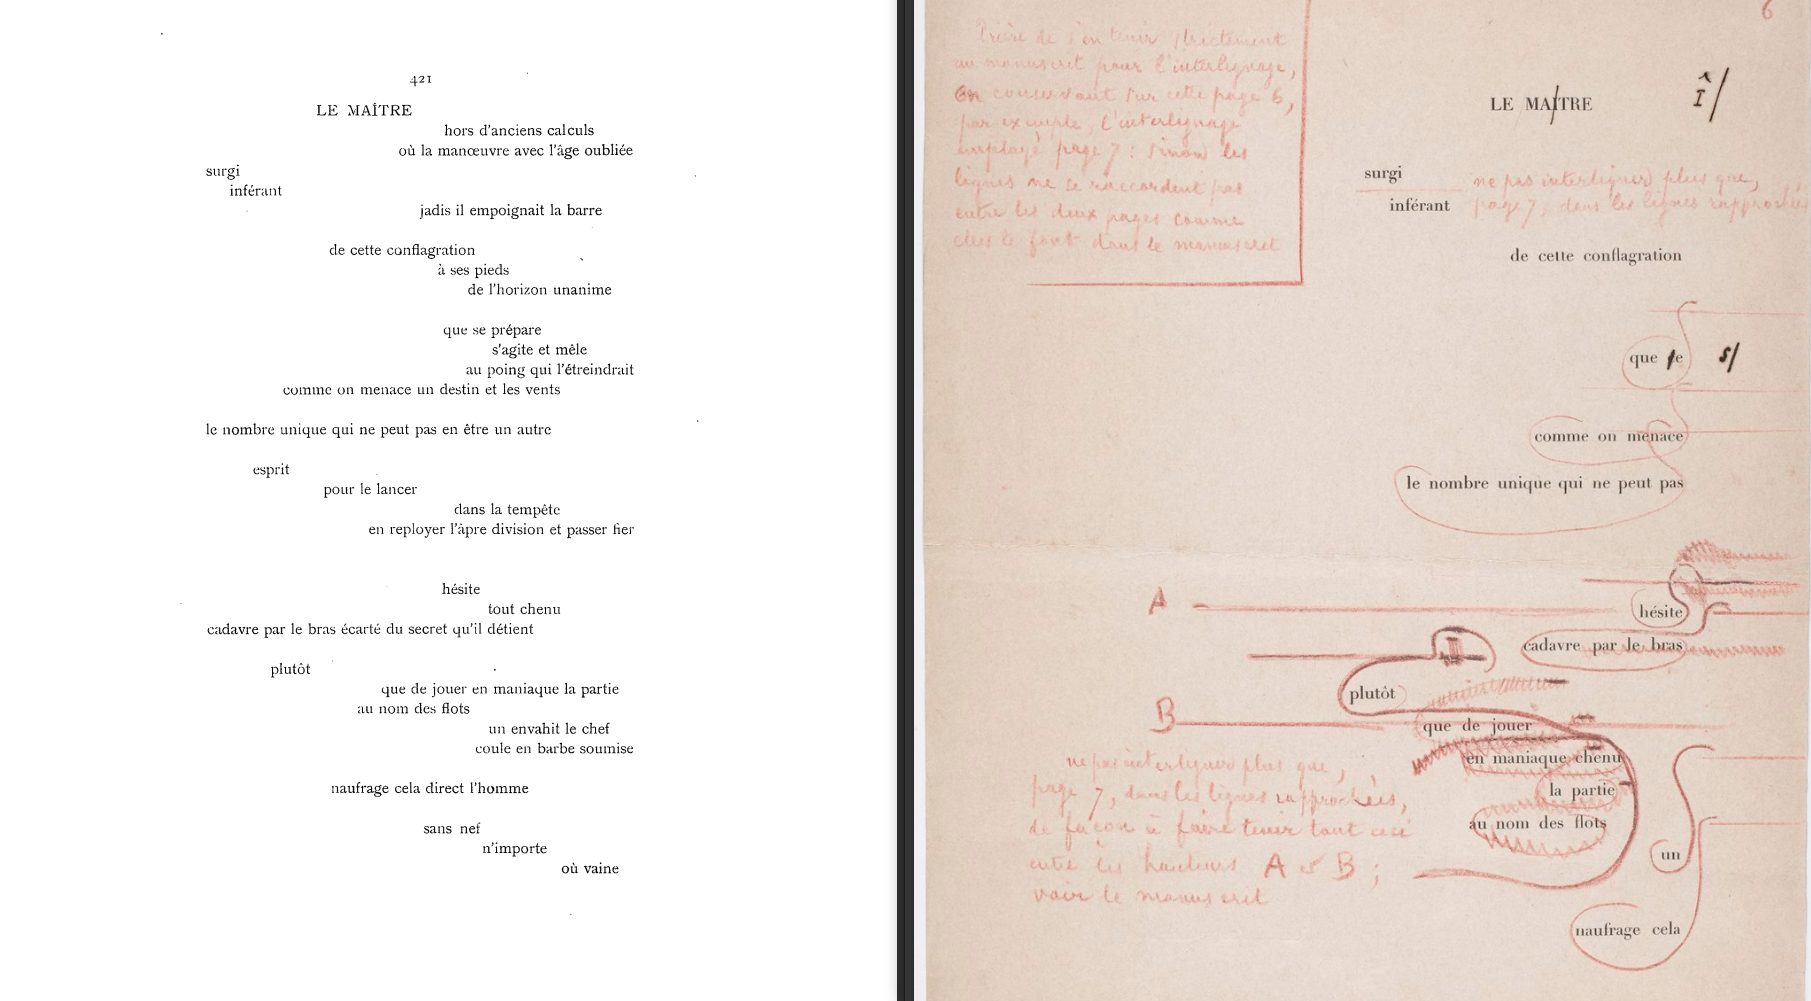 421
LE MAÎTRE
hors d'anciens calculs
où la manœuvre avec l'âge oubliée
surgi
inférant
jadis il empoignait la barre
de cette conflagration
à ses pieds
de l'horizon unanime
que se prépare
s'agite et mêle
au poing qui l'étreindrait
comme on menace un destin et les vents
le nombre unique qui ne peut pas en être un autre
esprit
pour le lancer
dans la tempête
en reployer l'âpre division et passer fier
hésite
tout chenu
cadavre par le bras écarté du secret qu'il détient
plutôt
que de jouer en maniaque la partie
au nom des flots
un envahit le chef
coule en barbe soumise
naufrage cela direct l'homme
sans nef
n'importe
où vaine
6
Prière de s'en tenir strictement
au manuscrit pour l'interlignage,
en conservant sur cette page 6,
par exemple, l'interlignage
employé page 7 : sinon les
lignes ne se raccordent pas
entre les deux pages comme
elles le font dans le manuscrit
LE MAITRE
Î/
surgi
ne pas interligner plus que,
inférant
page 7, dans les lignes rapprochées
de cette conflagration
que le
s/
comme on menace
le nombre unique qui ne peut pas
A
hésite
cadavre par le bras
plutôt
B
que de jouer
en maniaque chenu
la partie
au nom des flots
un
naufrage cela
ne pas interligner plus que,
page 7, dans les lignes rapprochées,
de façon à faire tenir tout ceci
entre les hauteurs A et B ;
voir le manuscrit